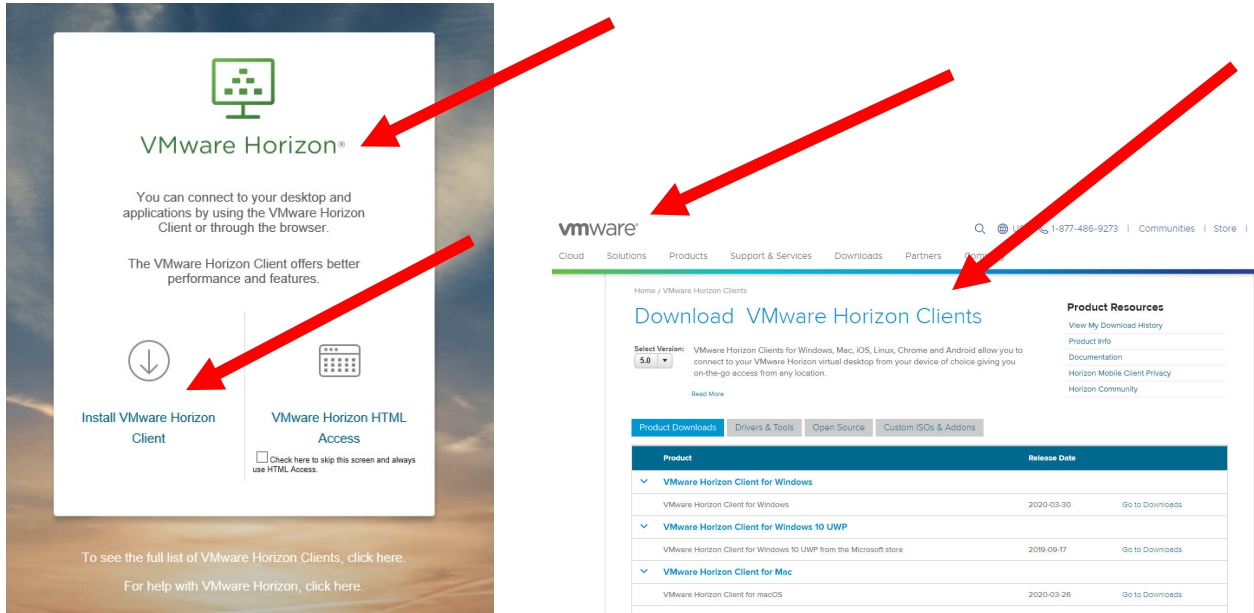 VMware Horizon®
You can connect to your desktop and
applications by using the VMware Horizon
Client or through the browser.
The VMware Horizon Client offers better
performance and features.
Install VMware Horizon
Client
VMware Horizon HTML
Access
Check here to skip this screen and always
use HTML Access.
To see the full list of VMware Horizon Clients, click here.
For help with VMware Horizon, click here.
vmware®
1-877-486-9273 | Communities | Store |
Cloud Solutions Products Support & Services Downloads Partners
Home / VMware Horizon Clients
Download VMware Horizon Clients
Select Version:
5.0
VMware Horizon Clients for Windows, Mac, iOS, Linux, Chrome and Android allow you to
connect to your VMware Horizon virtual desktop from your device of choice giving you
on-the-go access from any location.
Read More
Product Resources
View My Download History
Product Info
Documentation
Horizon Mobile Client Privacy
Horizon Community
Product Downloads Drivers & Tools Open Source Custom ISOs & Addons
Product Release Date
VMware Horizon Client for Windows
VMware Horizon Client for Windows 2020-03-30 Go to Downloads
VMware Horizon Client for Windows 10 UWP
VMware Horizon Client for Windows 10 UWP from the Microsoft store 2019-09-17 Go to Downloads
VMware Horizon Client for Mac
VMware Horizon Client for macOS 2020-03-26 Go to Downloads